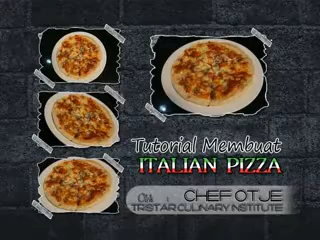 Tutorial Membuat
ITALIAN PIZZA
CHEF OTJE
TRISTAR CULINARY INSTITUTE